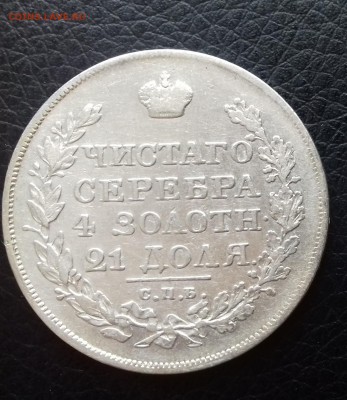 ЧИСТАГО
СЕРЕБРА
4 ЗОЛОТН
21 ДОЛЯ.
С.П.Б